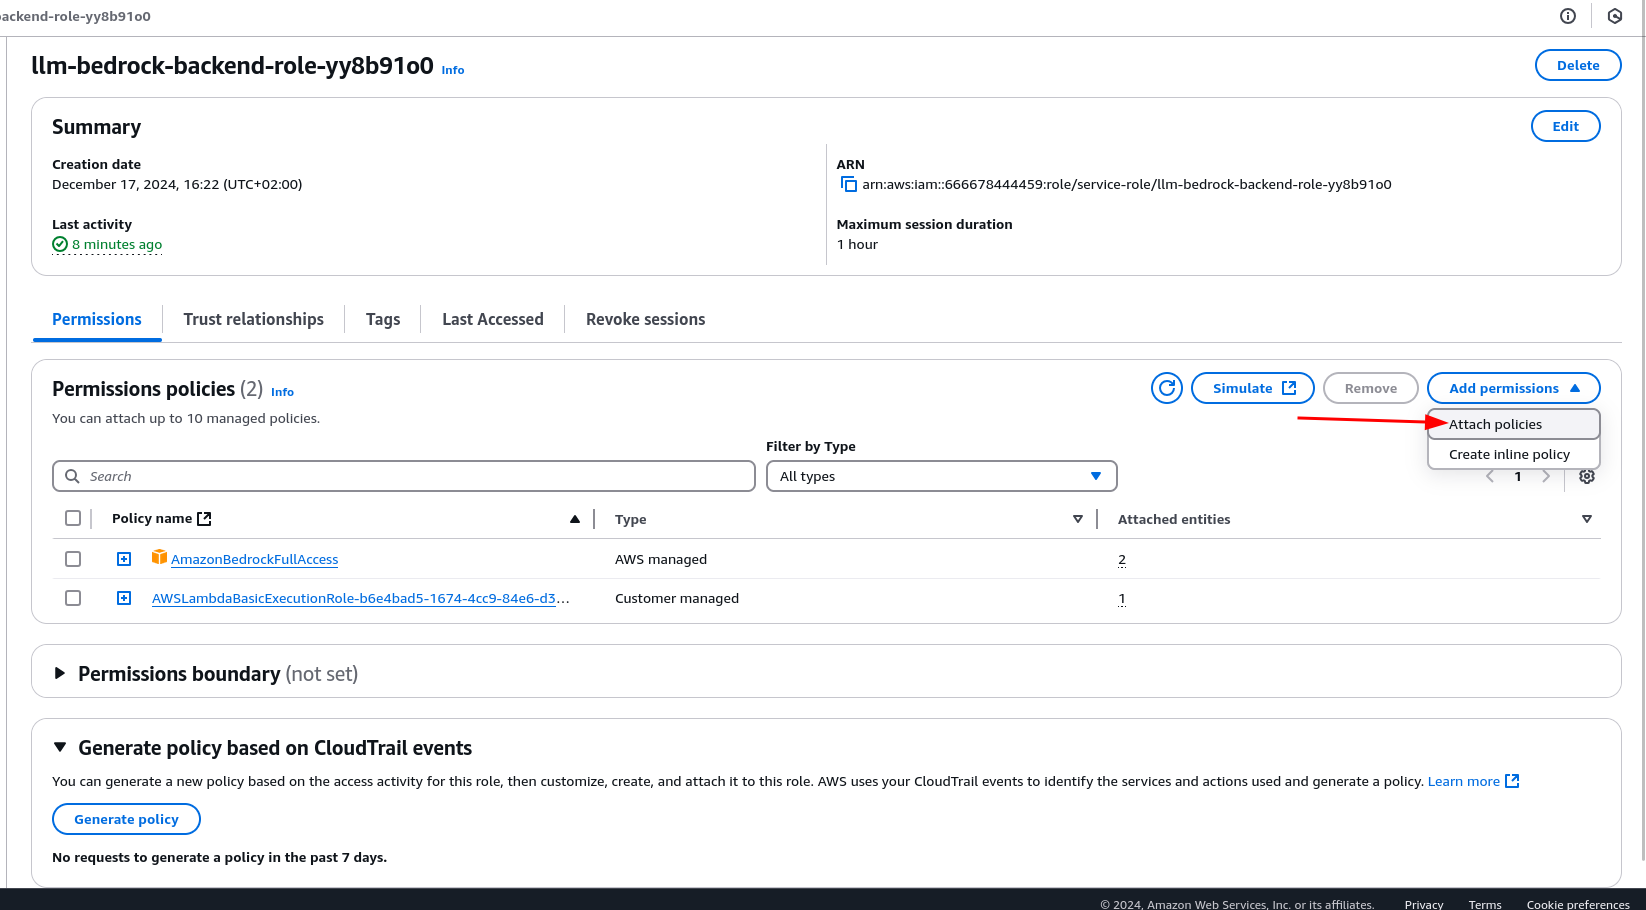 backend-role-yy8b91o0
llm-bedrock-backend-role-yy8b91o0 Info
Delete
Summary
Edit
Creation date
December 17, 2024, 16:22 (UTC+02:00)
ARN
arn:aws:iam::666678444459:role/service-role/llm-bedrock-backend-role-yy8b91o0
Last activity
8 minutes ago
Maximum session duration
1 hour
Permissions
Trust relationships
Tags
Last Accessed
Revoke sessions
Permissions policies (2) Info
Simulate
Remove
Add permissions
You can attach up to 10 managed policies.
Attach policies
Create inline policy
Filter by Type
Search
All types
1
Policy name
Type
Attached entities
AmazonBedrockFullAccess
AWS managed
2
AWSLambdaBasicExecutionRole-b6e4bad5-1674-4cc9-84e6-d3...
Customer managed
1
Permissions boundary (not set)
Generate policy based on CloudTrail events
You can generate a new policy based on the access activity for this role, then customize, create, and attach it to this role. AWS uses your CloudTrail events to identify the services and actions used and generate a policy. Learn more
Generate policy
No requests to generate a policy in the past 7 days.
© 2024, Amazon Web Services, Inc. or its affiliates. Privacy Terms Cookie preferences